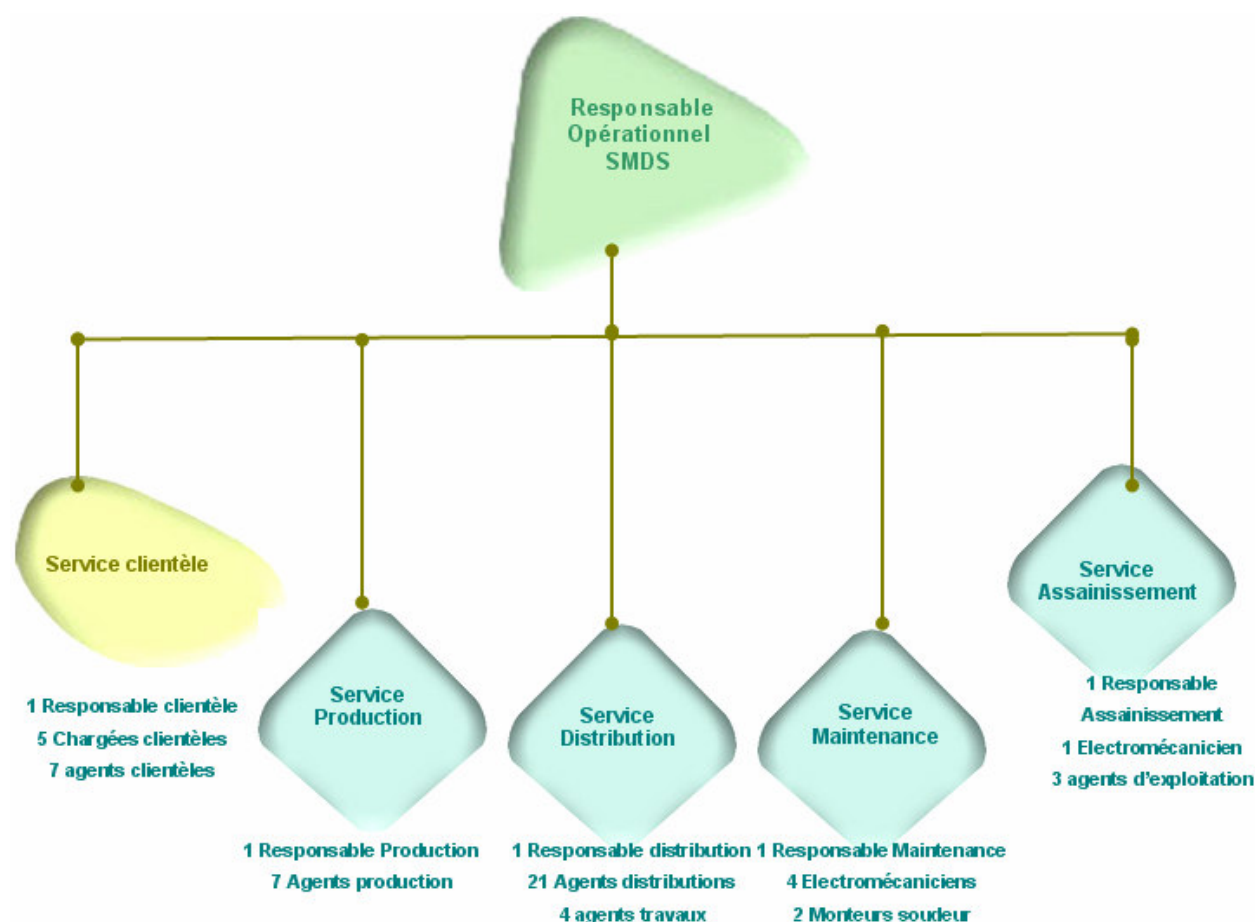 Responsable
Opérationnel
SMDS
Service clientèle
1 Responsable clientèle
5 Chargées clientèles
7 agents clientèles
Service
Production
1 Responsable Production
7 Agents production
Service
Distribution
1 Responsable distribution
21 Agents distributions
4 agents travaux
Service
Maintenance
1 Responsable Maintenance
4 Electromécaniciens
2 Monteurs soudeur
Service
Assainissement
1 Responsable
Assainissement
1 Electromécanicien
3 agents d'exploitation